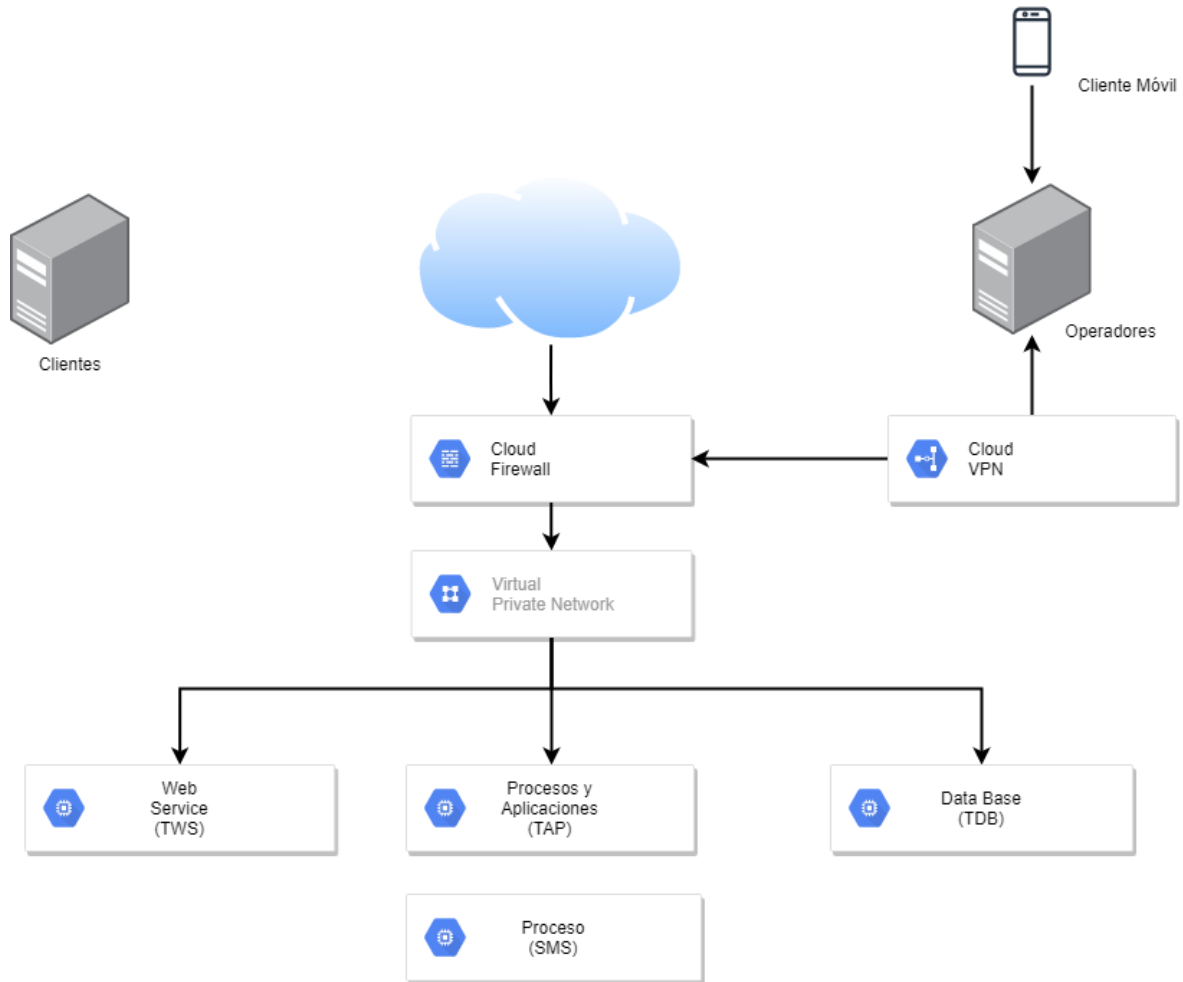 Cliente Móvil
Clientes
Operadores
Cloud
Firewall
Cloud
VPN
Virtual
Private Network
Web
Service
(TWS)
Procesos y
Aplicaciones
(TAP)
Data Base
(TDB)
Proceso
(SMS)